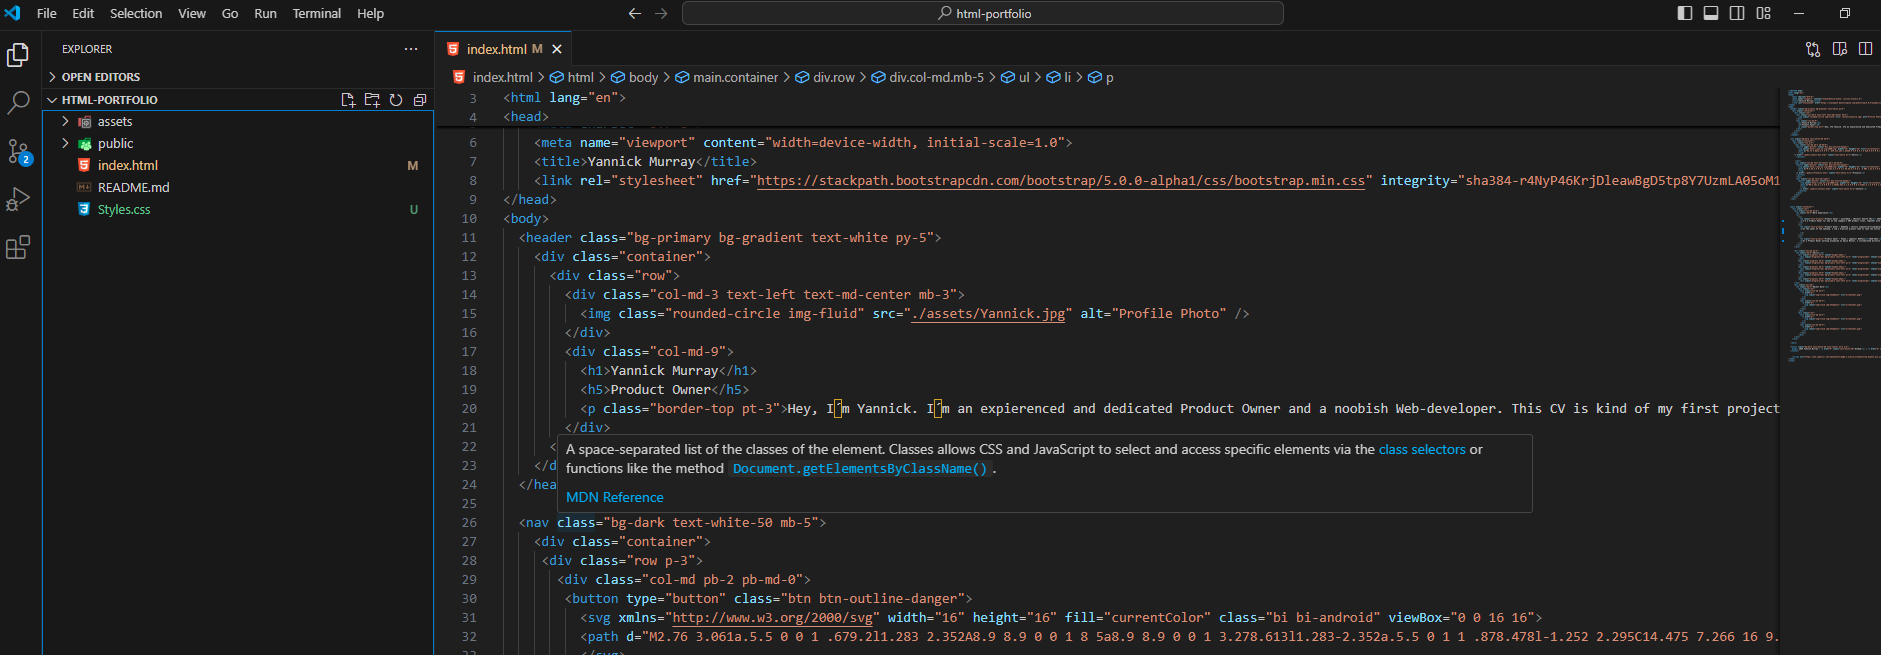 File Edit Selection View Go Run Terminal Help
html-portfolio
EXPLORER
OPEN EDITORS
HTML-PORTFOLIO
assets
public
index.html M
README.md
Styles.css U
2
index.html M
index.html > html > body > main.container > div.row > div.col-md.mb-5 > ul > li > p
3 <html lang="en">
4 <head>
6 <meta name="viewport" content="width=device-width, initial-scale=1.0">
7 <title>Yannick Murray</title>
8 <link rel="stylesheet" href="https://stackpath.bootstrapcdn.com/bootstrap/5.0.0-alpha1/css/bootstrap.min.css" integrity="sha384-r4NyP46KrjDleawBgD5tp8Y7UzmLA05oM1
9 </head>
10 <body>
11 <header class="bg-primary bg-gradient text-white py-5">
12 <div class="container">
13 <div class="row">
14 <div class="col-md-3 text-left text-md-center mb-3">
15 <img class="rounded-circle img-fluid" src="./assets/Yannick.jpg" alt="Profile Photo" />
16 </div>
17 <div class="col-md-9">
18 <h1>Yannick Murray</h1>
19 <h5>Product Owner</h5>
20 <p class="border-top pt-3">Hey, I´m Yannick. I´m an expierenced and dedicated Product Owner and a noobish Web-developer. This CV is kind of my first project
21 </div>
22 <
23 </d
24 </hea
25
A space-separated list of the classes of the element. Classes allows CSS and JavaScript to select and access specific elements via the class selectors or
functions like the method Document.getElementsByClassName() .
MDN Reference
26 <nav class="bg-dark text-white-50 mb-5">
27 <div class="container">
28 <div class="row p-3">
29 <div class="col-md pb-2 pb-md-0">
30 <button type="button" class="btn btn-outline-danger">
31 <svg xmlns="http://www.w3.org/2000/svg" width="16" height="16" fill="currentColor" class="bi bi-android" viewBox="0 0 16 16">
32 <path d="M2.76 3.061a.5.5 0 0 1 .679.2l1.283 2.352A8.9 8.9 0 0 1 8 5a8.9 8.9 0 0 1 3.278.613l1.283-2.352a.5.5 0 1 1 .878.478l-1.252 2.295C14.475 7.266 16 9.